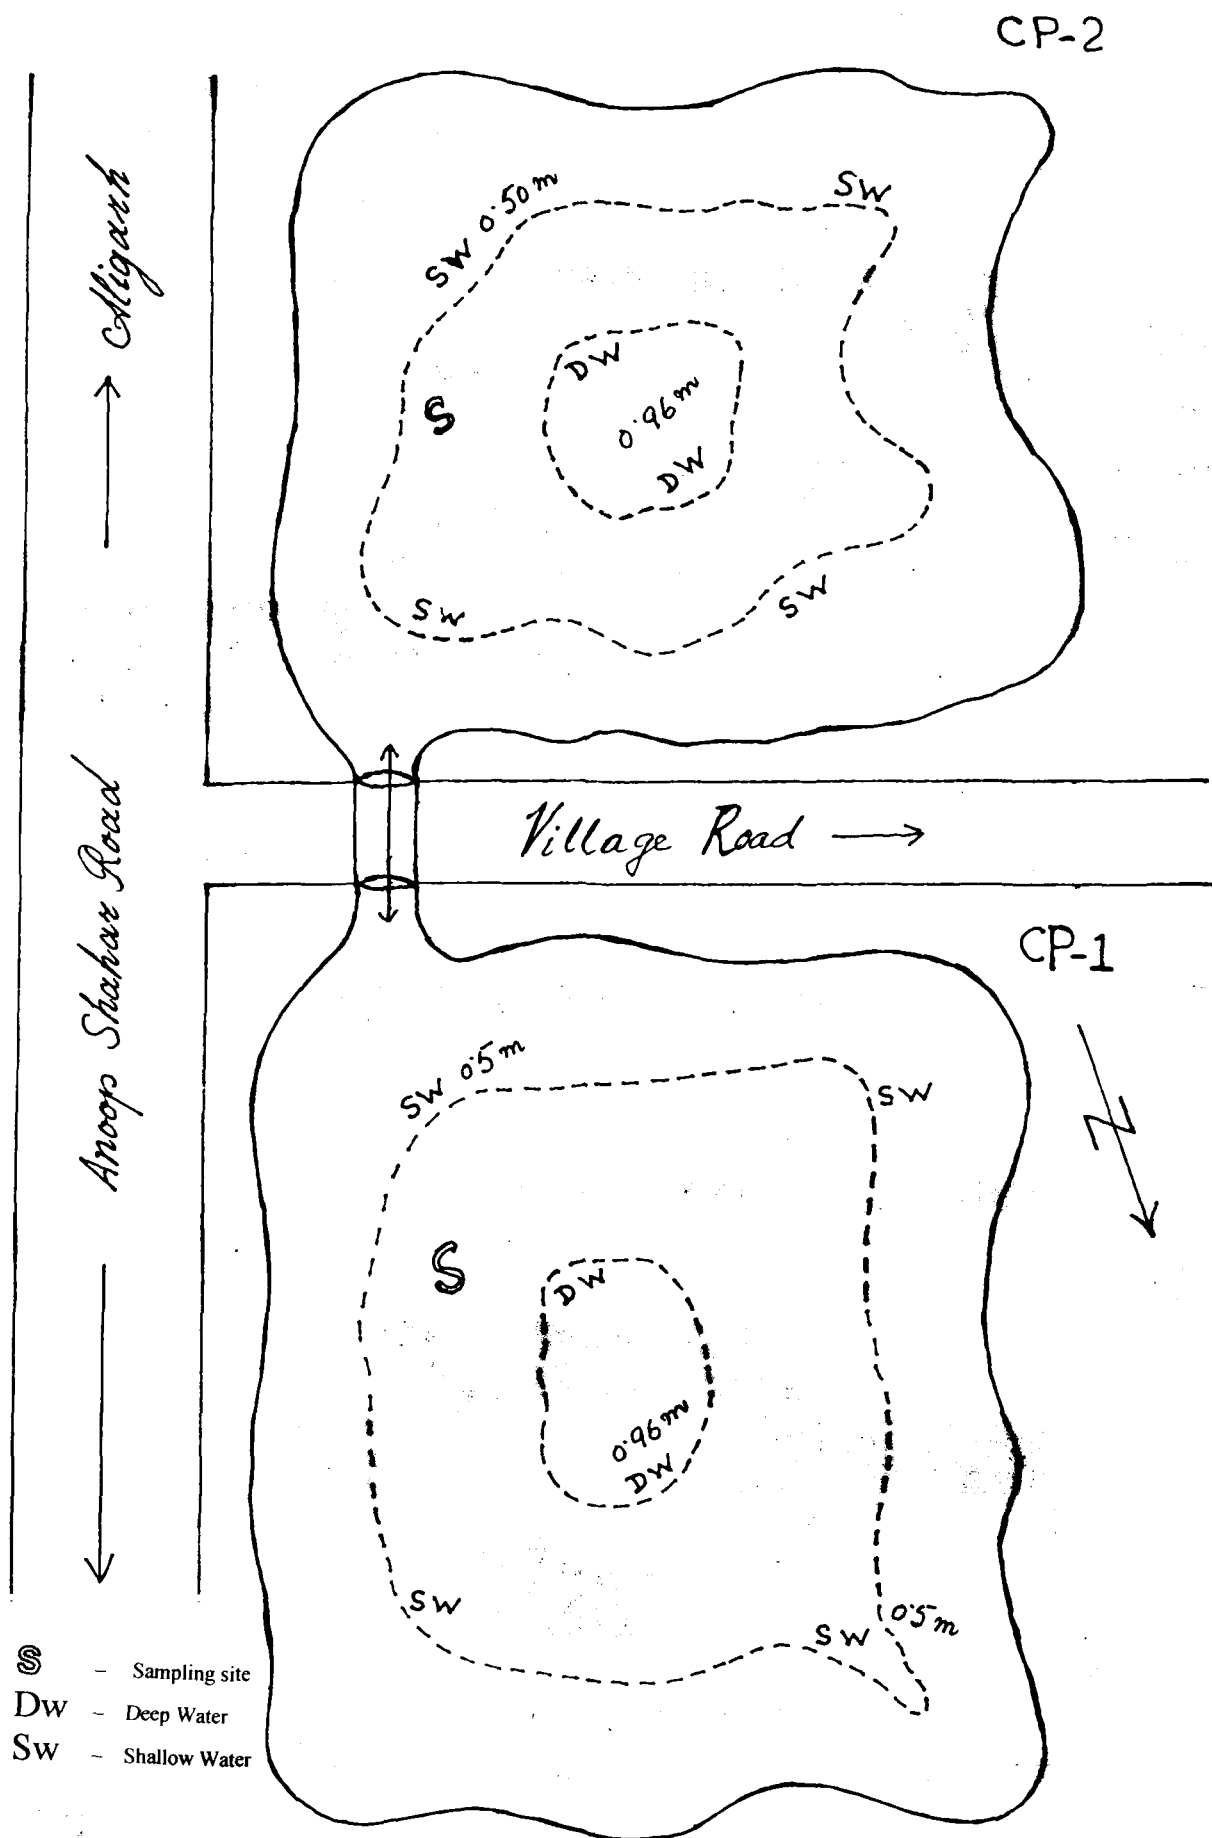 CP-2
SW 0.50m
SW
DW
0.96m
DW
S
SW
SW
Aligarh
Village Road
Anoop Shahar Road
CP-1
SW 0.5m
SW
N
S
DW
0.96m
DW
SW
SW 0.5m
S – Sampling site
Dw – Deep Water
Sw – Shallow Water